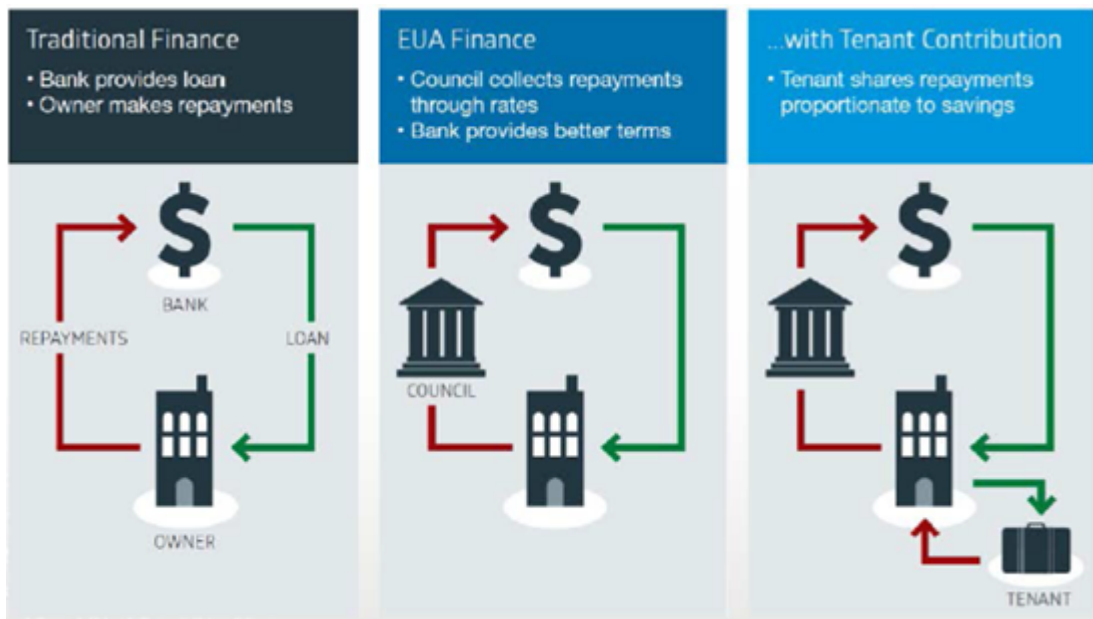 Traditional Finance
• Bank provides loan
• Owner makes repayments
BANK
REPAYMENTS
LOAN
OWNER
EUA Finance
• Council collects repayments
through rates
• Bank provides better terms
COUNCIL
...with Tenant Contribution
• Tenant shares repayments
proportionate to savings
TENANT